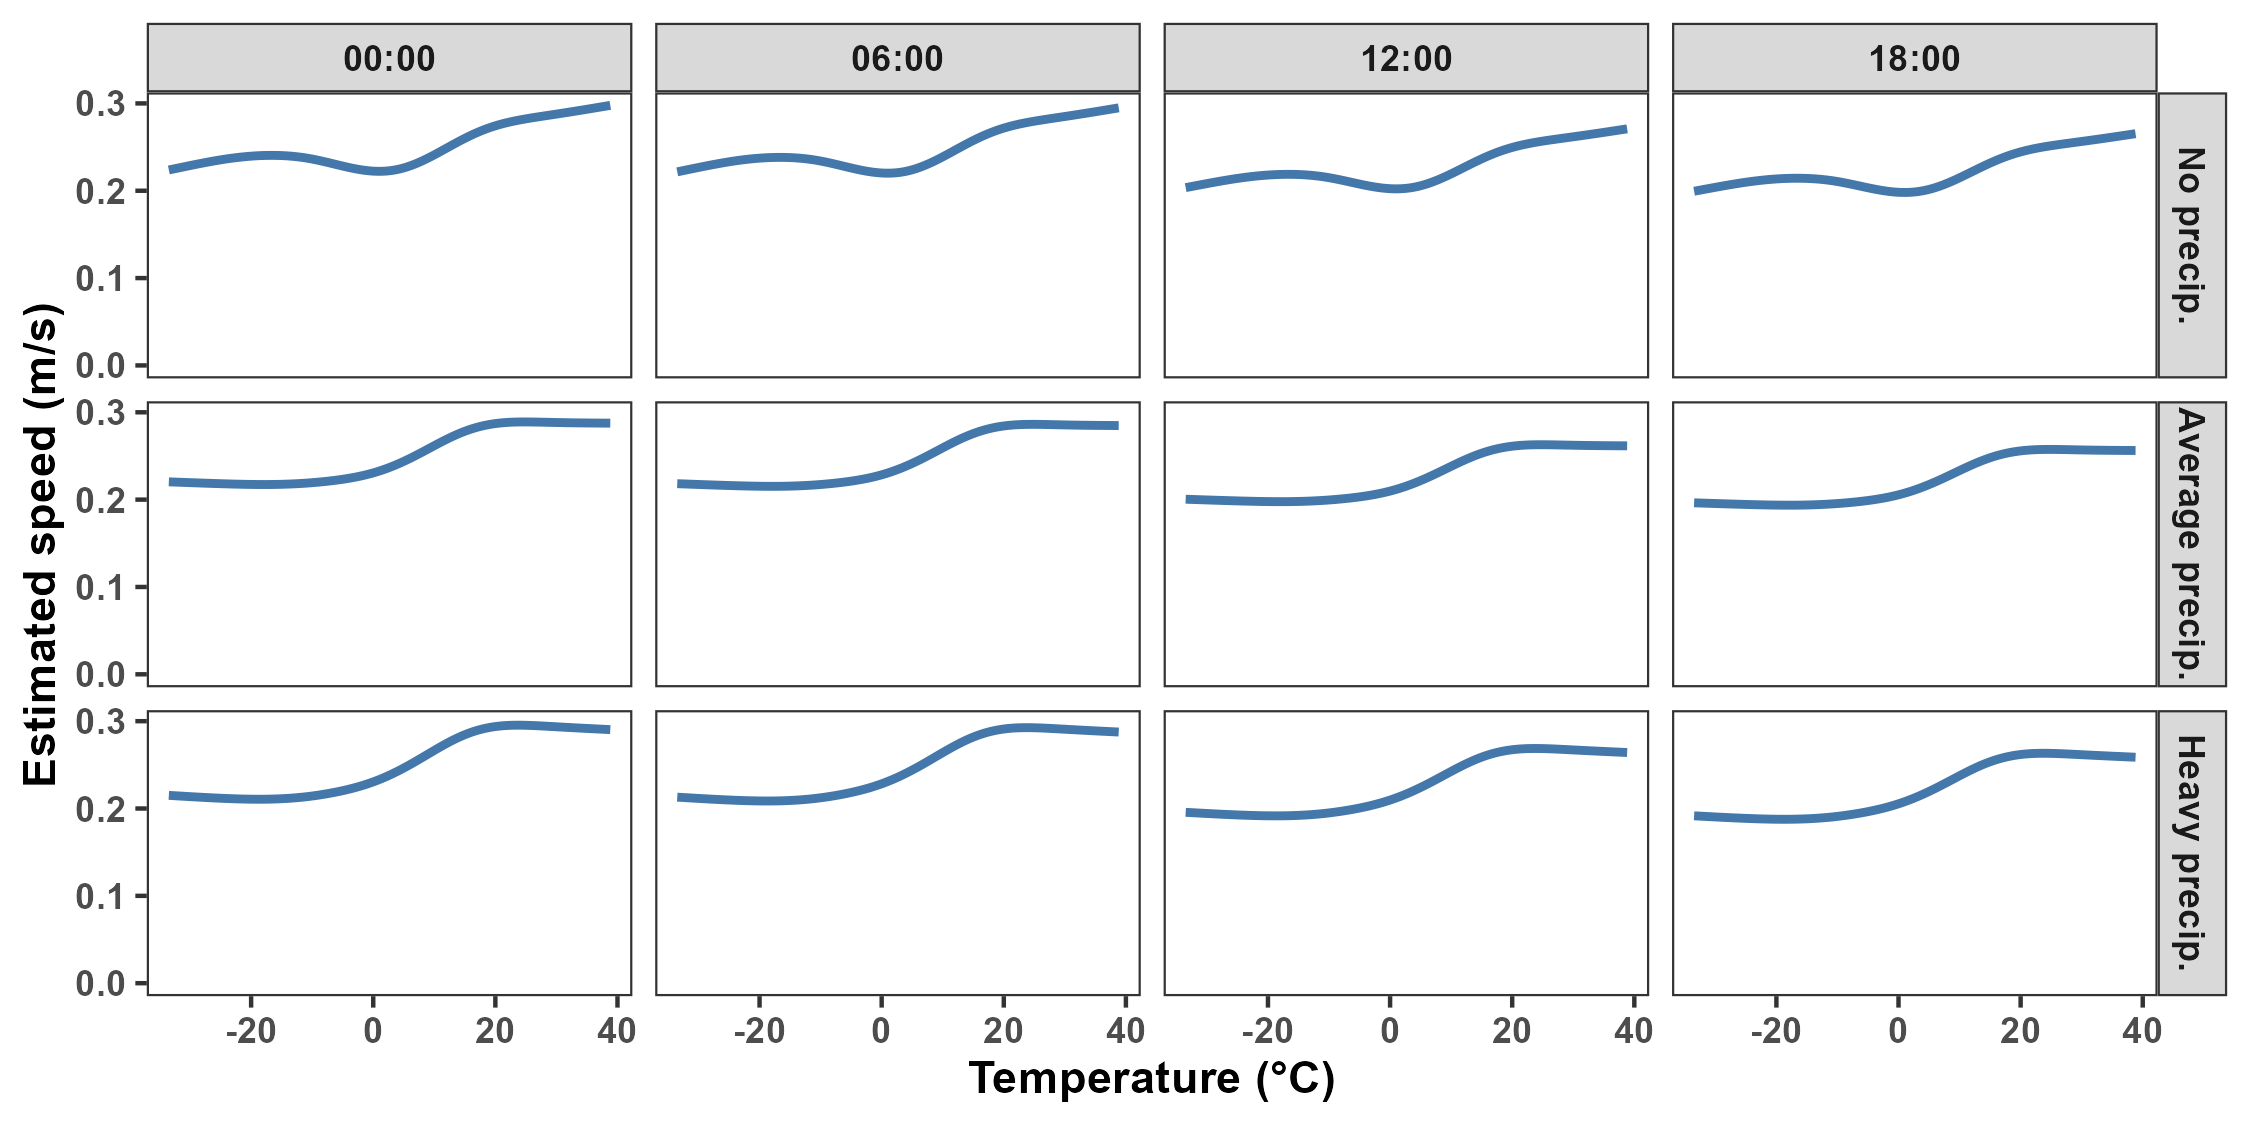 00:00 06:00 12:00 18:00
0.3
0.2
0.1
0.0
No precip.
0.3
0.2
0.1
0.0
Average precip.
0.3
0.2
0.1
0.0
Heavy precip.
Estimated speed (m/s)
-20 0 20 40 -20 0 20 40 -20 0 20 40 -20 0 20 40
Temperature (°C)